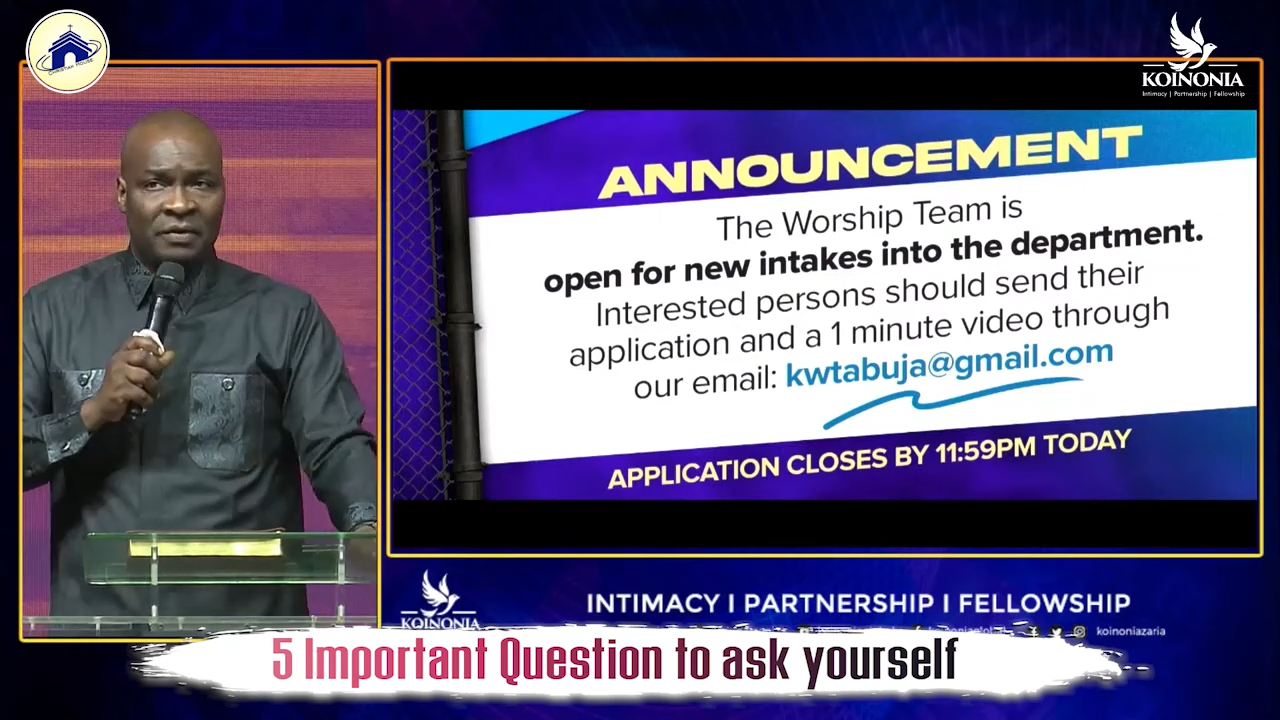 CHRISTIAN HOUSE
KOINONIA
Intimacy | Partnership | Fellowship
ANNOUNCEMENT
The Worship Team is
open for new intakes into the department.
Interested persons should send their
application and a 1 minute video through
our email: kwtabuja@gmail.com
APPLICATION CLOSES BY 11:59PM TODAY
KOINONIA
INTIMACY I PARTNERSHIP I FELLOWSHIP
koinoniazaria
5 Important Question to ask yourself